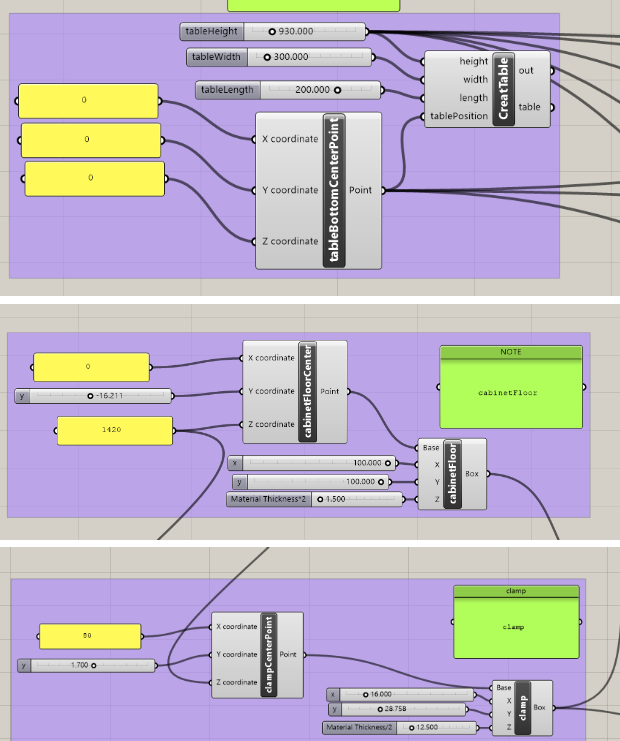 tableHeight 930.000
tableWidth 300.000
tableLength 200.000
0
0
0
X coordinate
Y coordinate
Z coordinate
tableBottomCenterPoint
Point
height
width
length
tablePosition
CreatTable
out
table
0
y -16.211
1420
X coordinate
Y coordinate
Z coordinate
cabinetFloorCenter
Point
NOTE
cabinetFloor
x 100.000
y 100.000
Material Thickness*2 1.500
Base
X
Y
Z
cabinetFloor
Box
50
y 1.700
X coordinate
Y coordinate
Z coordinate
clampCenterPoint
Point
clamp
clamp
x 16.000
y 28.758
Material Thickness/2 12.500
Base
X
Y
Z
clamp
Box